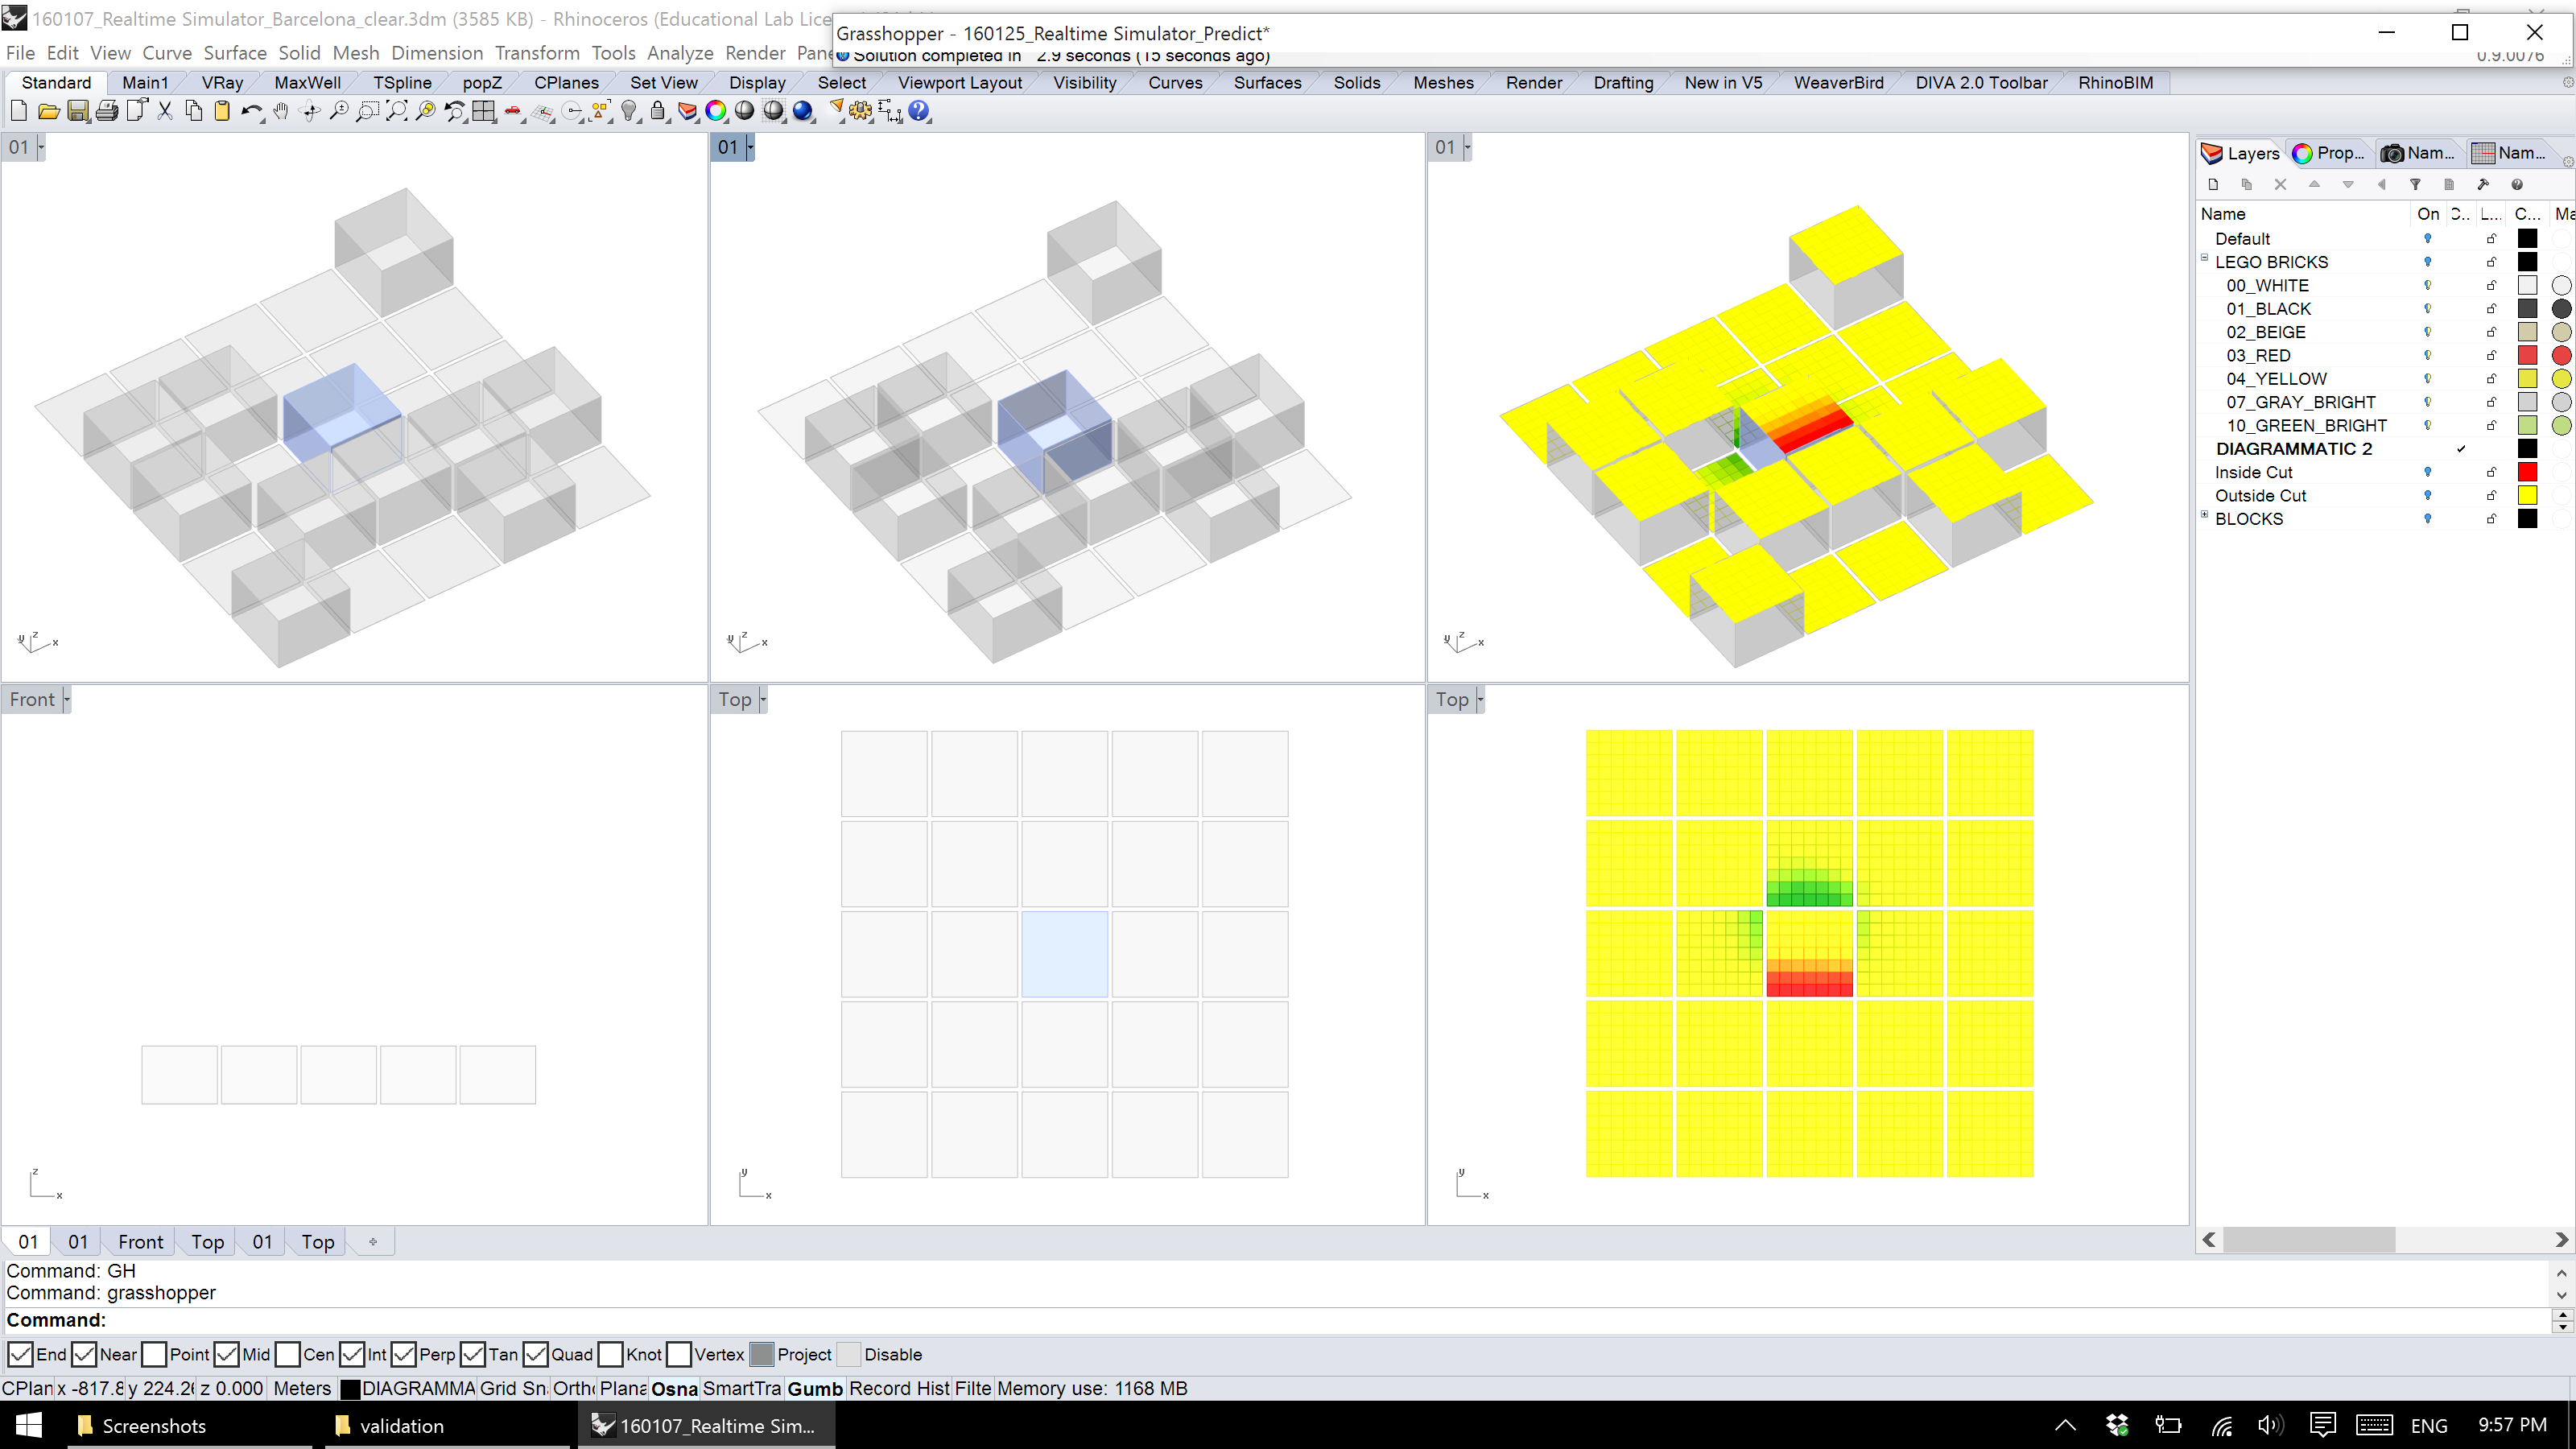 160107_Realtime Simulator_Barcelona_clear.3dm (3585 KB) - Rhinoceros (Educational Lab Lice
Grasshopper - 160125_Realtime Simulator_Predict*
Solution completed in 2.9 seconds (15 seconds ago)
0.9.0076
File Edit View Curve Surface Solid Mesh Dimension Transform Tools Analyze Render Pane
Standard Main1 VRay MaxWell TSpline popZ CPlanes Set View Display Select Viewport Layout Visibility Curves Surfaces Solids Meshes Render Drafting New in V5 WeaverBird DIVA 2.0 Toolbar RhinoBIM
01
01
01
y z x
y z x
y z x
Front
Top
Top
z x
y x
y x
Layers Prop... Nam... Nam...
Name On C.. L... C... Ma
Default
LEGO BRICKS
00_WHITE
01_BLACK
02_BEIGE
03_RED
04_YELLOW
07_GRAY_BRIGHT
10_GREEN_BRIGHT
DIAGRAMMATIC 2
Inside Cut
Outside Cut
BLOCKS
01 01 Front Top 01 Top
Command: GH
Command: grasshopper
Command:
End Near Point Mid Cen Int Perp Tan Quad Knot Vertex Project Disable
CPlan x -817.8 y 224.26 z 0.000 Meters DIAGRAMMA Grid Sn Ortho Plana Osna SmartTra Gumb Record Hist Filte Memory use: 1168 MB
Screenshots validation 160107_Realtime Sim... ENG 9:57 PM